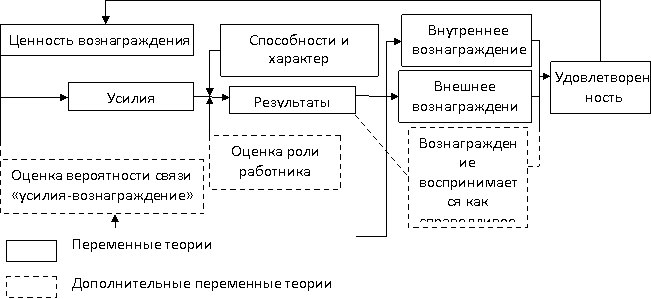 Ценность вознаграждения
Способности и
характер
Внутреннее
вознаграждение
Удовлетворен
ность
Усилия
Результаты
Внешнее
вознаграждени
Оценка вероятности связи
«усилия-вознаграждение»
Оценка роли
работника
Вознагражден
ие
воспринимает
ся как
справедливое
Переменные теории
Дополнительные переменные теории